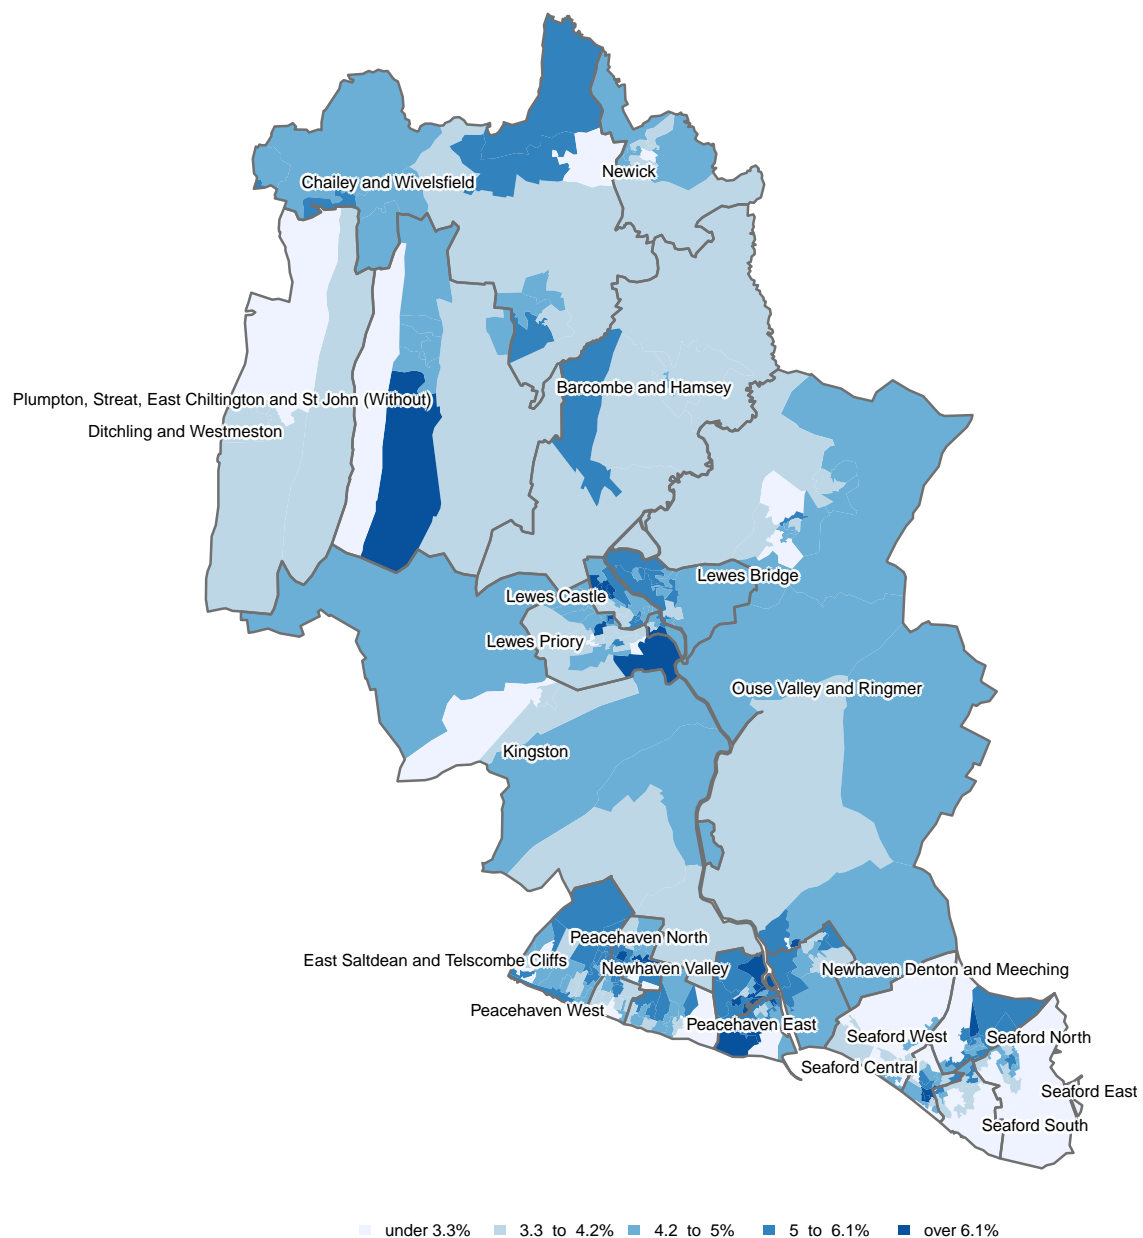 Newick
Chailey and Wivelsfield
Barcombe and Hamsey
Plumpton, Streat, East Chiltington and St John (Without)
Ditchling and Westmeston
Lewes Bridge
Lewes Castle
Lewes Priory
Ouse Valley and Ringmer
Kingston
Peacehaven North
East Saltdean and Telscombe Cliffs
Newhaven Valley
Newhaven Denton and Meeching
Peacehaven West
Peacehaven East
Seaford West
Seaford North
Seaford Central
Seaford East
Seaford South
under 3.3%
3.3 to 4.2%
4.2 to 5%
5 to 6.1%
over 6.1%